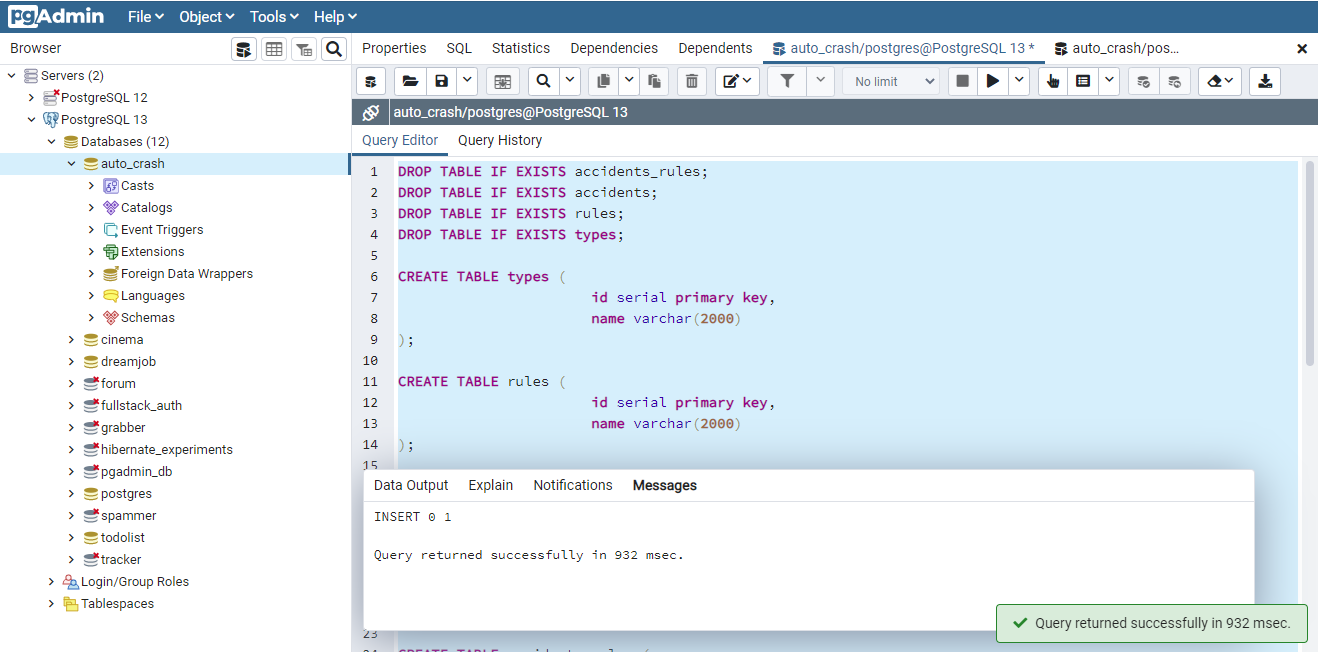 pgAdmin File Object Tools Help
Browser
Properties SQL Statistics Dependencies Dependents auto_crash/postgres@PostgreSQL 13 * auto_crash/pos...
No limit
auto_crash/postgres@PostgreSQL 13
Query Editor Query History
Servers (2)
PostgreSQL 12
PostgreSQL 13
Databases (12)
auto_crash
Casts
Catalogs
Event Triggers
Extensions
Foreign Data Wrappers
Languages
Schemas
cinema
dreamjob
forum
fullstack_auth
grabber
hibernate_experiments
pgadmin_db
postgres
spammer
todolist
tracker
Login/Group Roles
Tablespaces
1 DROP TABLE IF EXISTS accidents_rules;
2 DROP TABLE IF EXISTS accidents;
3 DROP TABLE IF EXISTS rules;
4 DROP TABLE IF EXISTS types;
5
6 CREATE TABLE types (
7 id serial primary key,
8 name varchar(2000)
9 );
10
11 CREATE TABLE rules (
12 id serial primary key,
13 name varchar(2000)
14 );
15
Data Output Explain Notifications Messages
INSERT 0 1
Query returned successfully in 932 msec.
23
Query returned successfully in 932 msec.